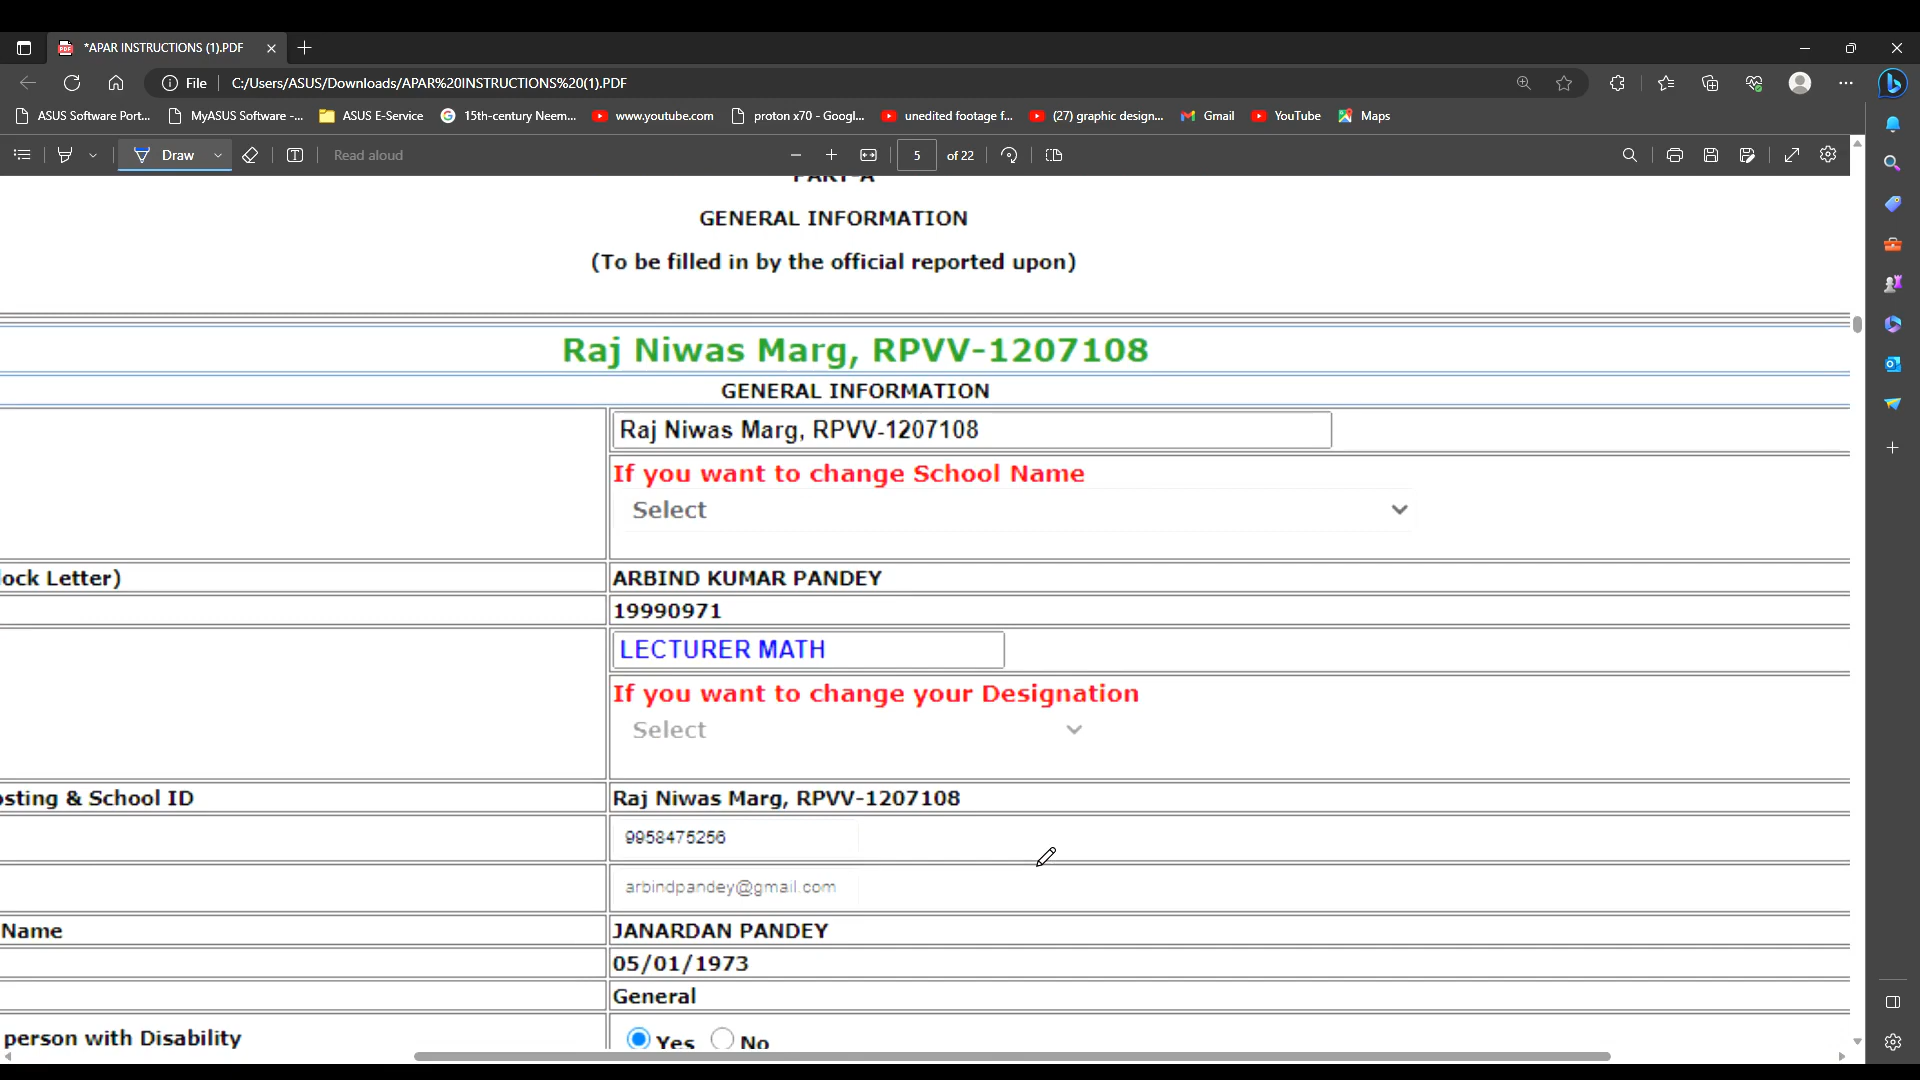 *APAR INSTRUCTIONS (1).PDF
File
C:/Users/ASUS/Downloads/APAR%20INSTRUCTIONS%20(1).PDF
ASUS Software Port...
MyASUS Software -...
ASUS E-Service
15th-century Neem...
www.youtube.com
proton x70 - Googl...
unedited footage f...
(27) graphic design...
Gmail
YouTube
Maps
Draw
Read aloud
5 of 22
PART-A
GENERAL INFORMATION
(To be filled in by the official reported upon)
Raj Niwas Marg, RPVV-1207108
GENERAL INFORMATION
Raj Niwas Marg, RPVV-1207108
If you want to change School Name
Select
lock Letter) ARBIND KUMAR PANDEY
19990971
LECTURER MATH
If you want to change your Designation
Select
osting & School ID Raj Niwas Marg, RPVV-1207108
9958475256
arbindpandey@gmail.com
Name JANARDAN PANDEY
05/01/1973
General
person with Disability Yes No